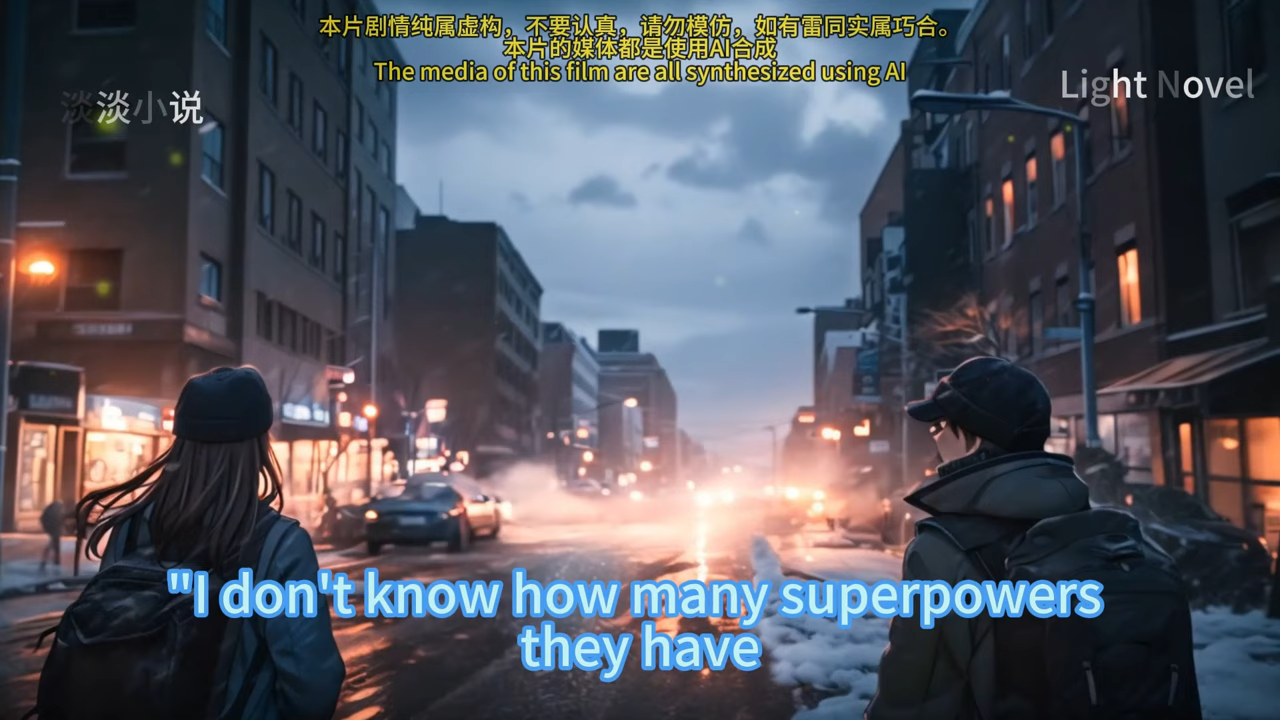 本片剧情纯属虚构，不要认真，请勿模仿，如有雷同实属巧合。
本片的媒体都是使用AI合成
The media of this film are all synthesized using AI
淡淡小说
Light Novel
"I don't know how many superpowers
they have